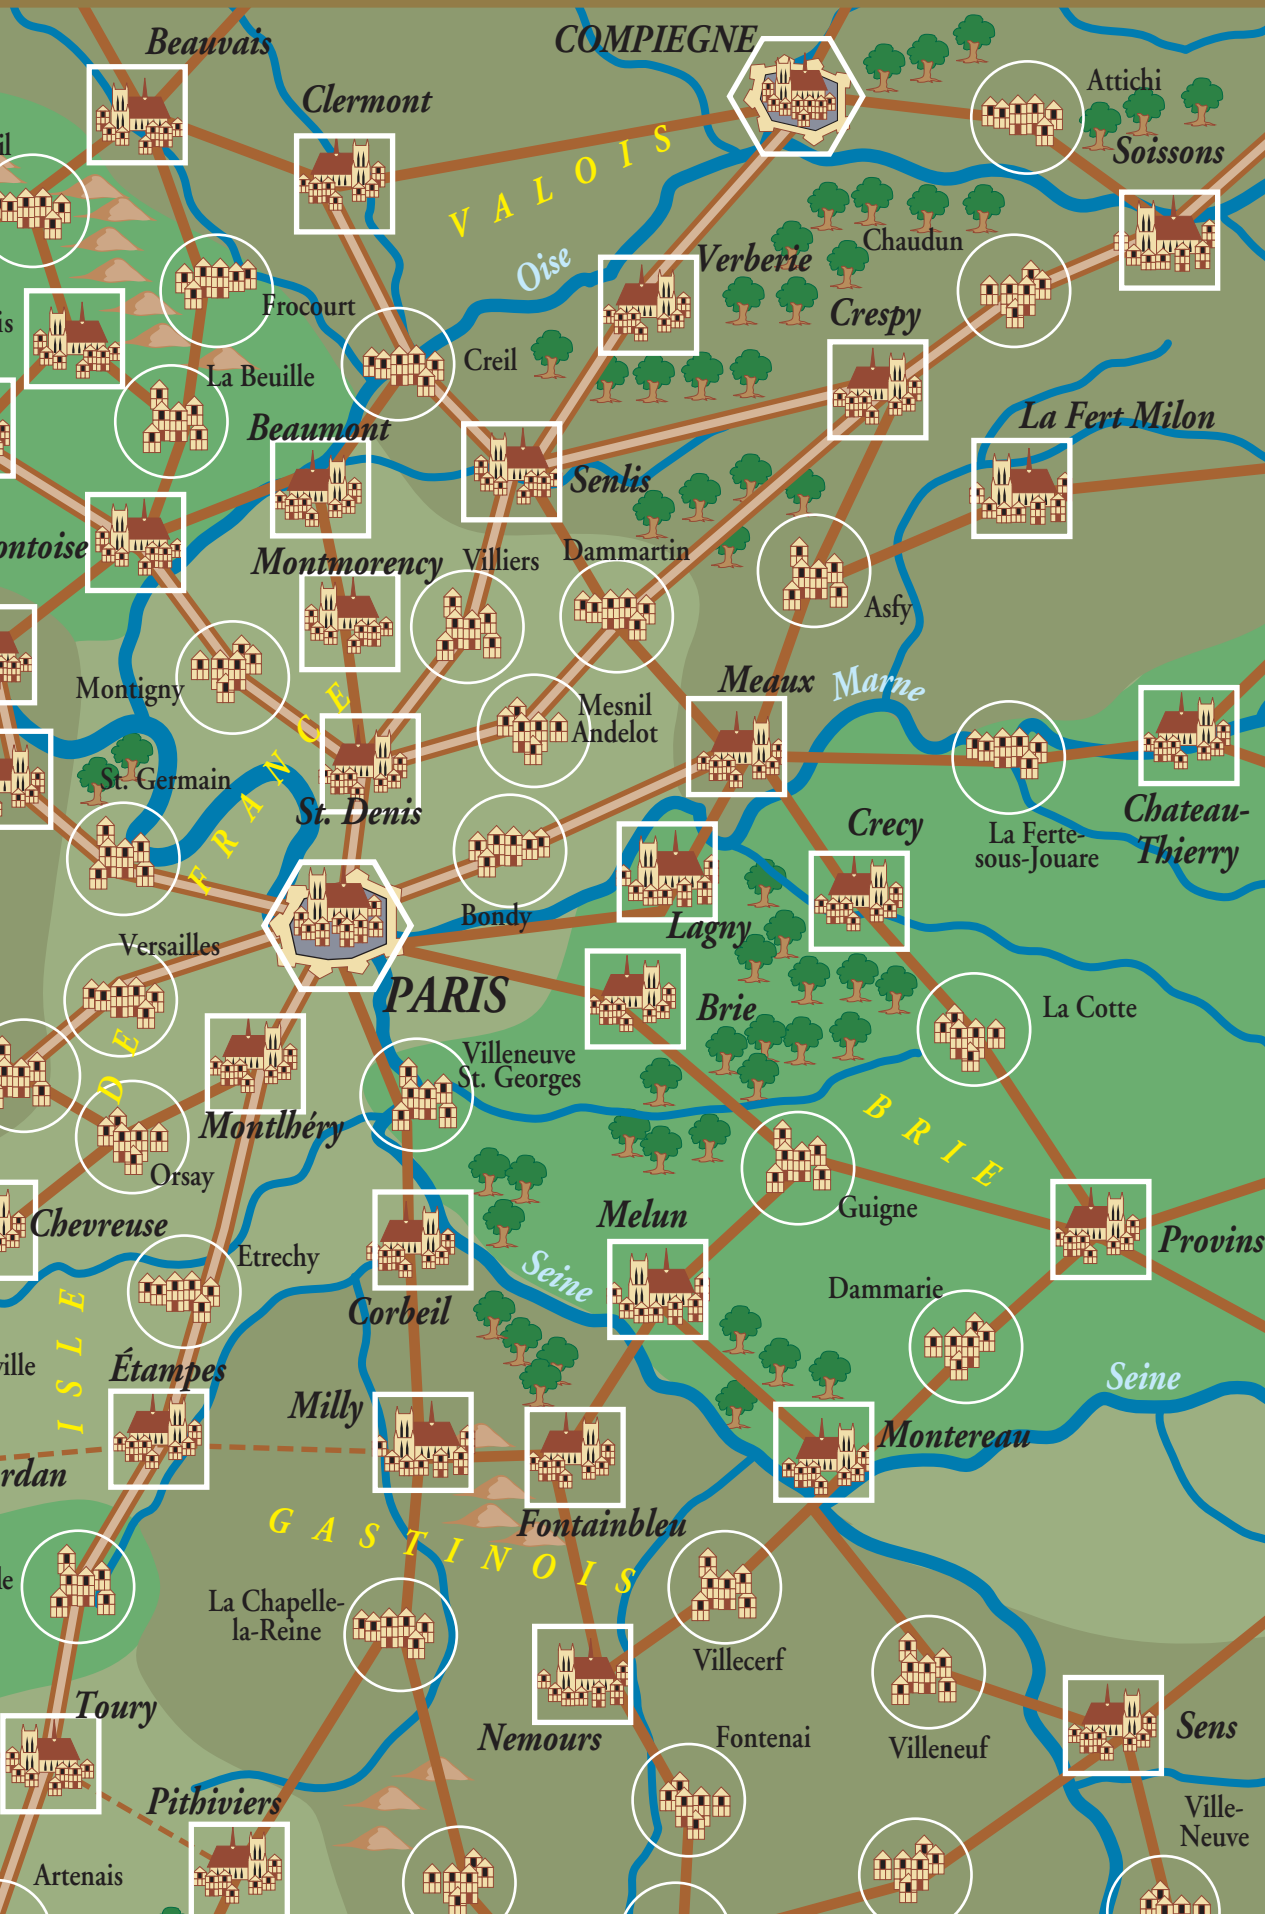 Beauvais
COMPIEGNE
Clermont
Attichi
Soissons
il
VALOIS
Chaudun
Oise
Verberie
Frocourt
Crespy
is
Creil
La Beuille
La Fert Milon
Beaumont
Senlis
ontoise
Montmorency
Villiers
Dammartin
Asfy
Montigny
Meaux
Marne
Mesnil
Andelot
St. Germain
St. Denis
Crecy
Chateau-
Thierry
La Ferte-
sous-Jouare
Bondy
Lagny
Versailles
PARIS
Brie
La Cotte
Villeneuve
St. Georges
Montlhéry
BRIE
Orsay
Chevreuse
Melun
Guigne
Provins
Etrechy
Seine
Dammarie
Corbeil
ISLE DE FRANCE
ville
Étampes
Milly
Seine
Montereau
rdan
Fontainbleu
GASTINOIS
le
La Chapelle-
la-Reine
Villecerf
Toury
Nemours
Fontenai
Villeneuf
Sens
Pithiviers
Ville-
Neuve
Artenais